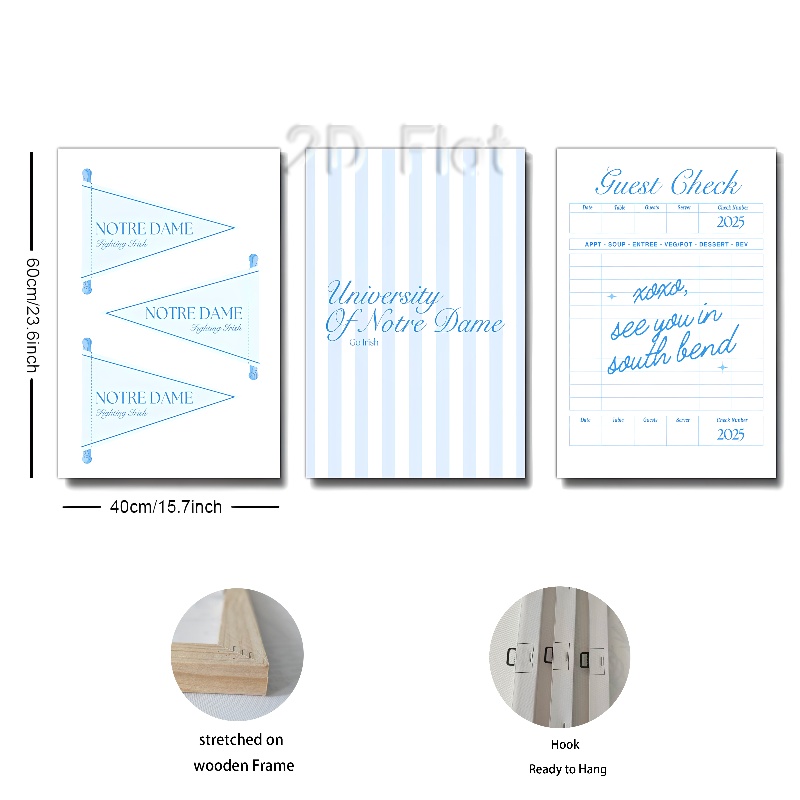 2D Flat
NOTRE DAME
Fighting Irish
NOTRE DAME
Fighting Irish
NOTRE DAME
Fighting Irish
University
Of Notre Dame
Go Irish
Guest Check
Date Table Guests Server Check Number
2025
APPT - SOUP - ENTREE - VEG/POT - DESSERT - BEV
xoxo,
see you in
south bend
Date Table Guests Server Check Number
2025
60cm/23.6inch
40cm/15.7inch
stretched on
wooden Frame
Hook
Ready to Hang